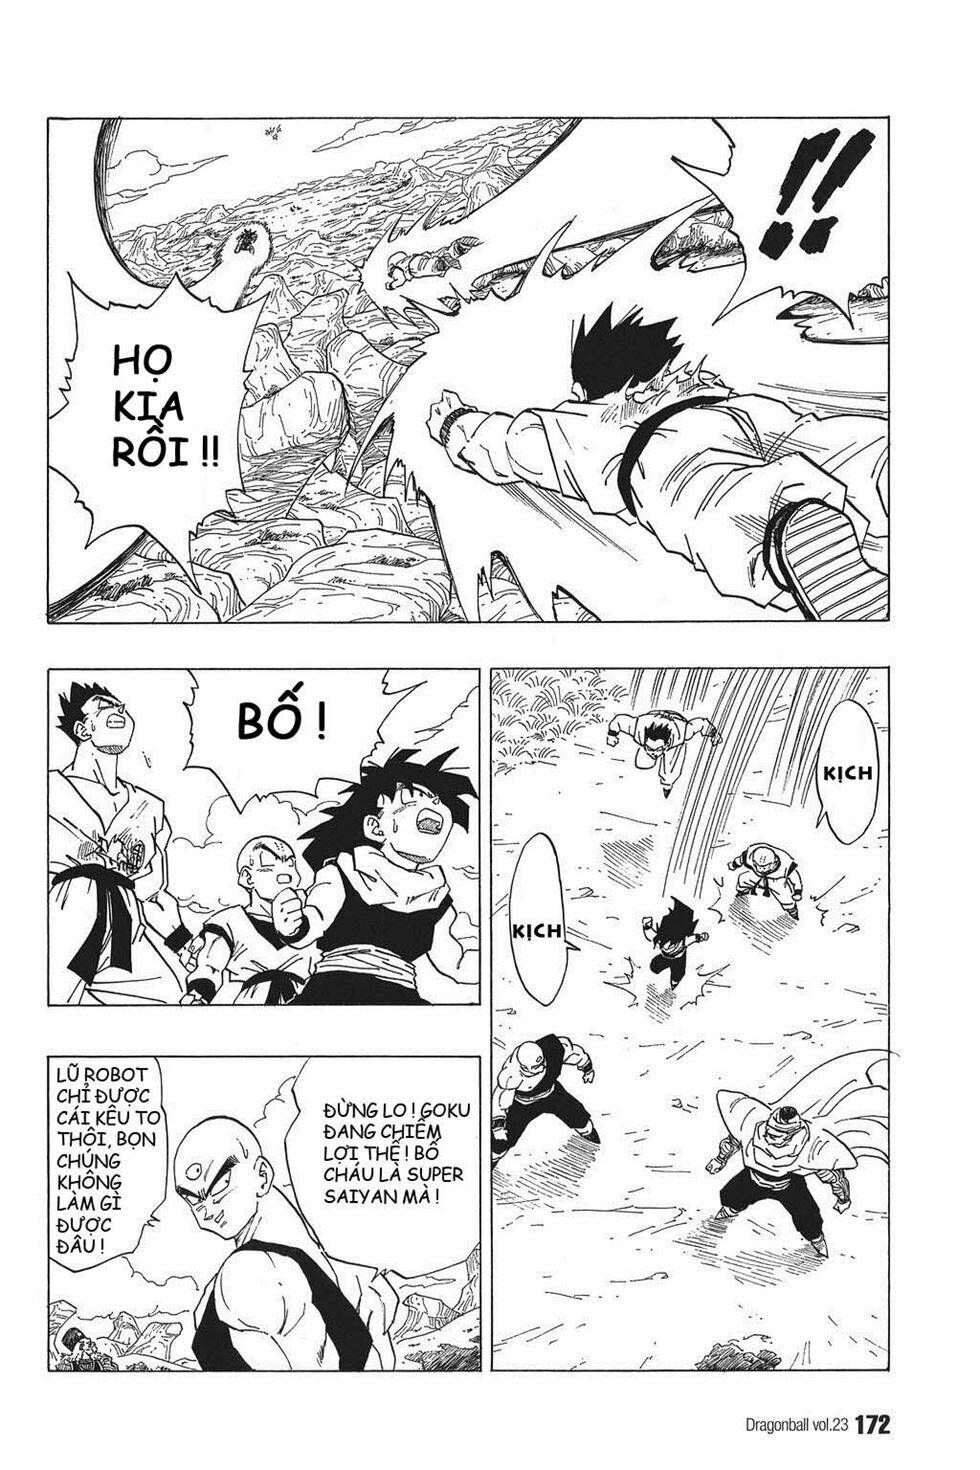 !!
HỌ
KIA
RỒI !!
BỐ !
KỊCH
KỊCH
LŨ ROBOT
CHỈ ĐƯỢC
CÁI KÊU TO
THÔI, BỌN
CHÚNG
KHÔNG
LÀM GÌ
ĐƯỢC
ĐÂU !
ĐỪNG LO ! GOKU
ĐANG CHIẾM
LỢI THẾ ! BỐ
CHÁU LÀ SUPER
SAIYAN MÀ !
Dragonball vol.23 172